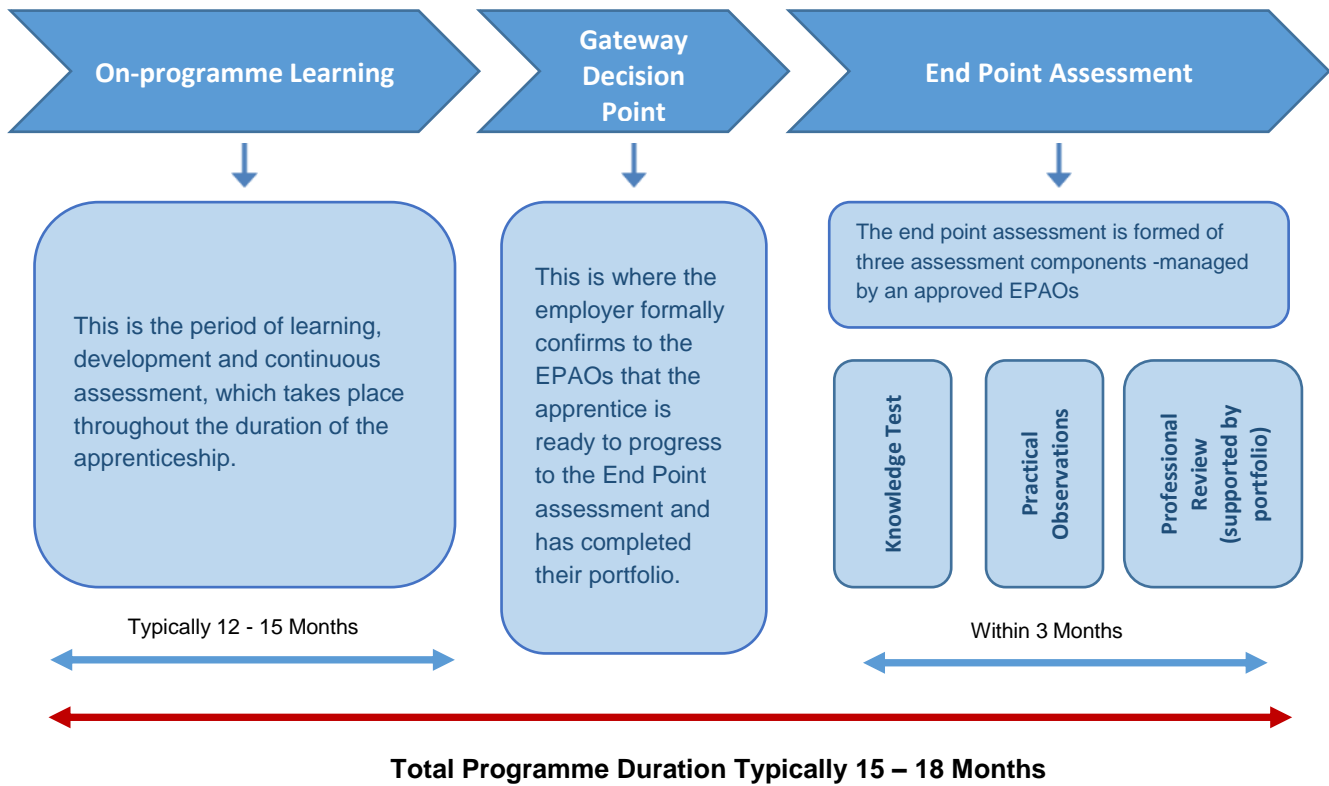 On-programme Learning
Gateway
Decision
Point
End Point Assessment
This is the period of learning,
development and continuous
assessment, which takes place
throughout the duration of the
apprenticeship.
This is where the
employer formally
confirms to the
EPAOs that the
apprentice is
ready to progress
to the End Point
assessment and
has completed
their portfolio.
The end point assessment is formed of
three assessment components -managed
by an approved EPAOs
Knowledge Test
Practical
Observations
Professional
Review
(supported by
portfolio)
Typically 12 - 15 Months
Within 3 Months
Total Programme Duration Typically 15 – 18 Months